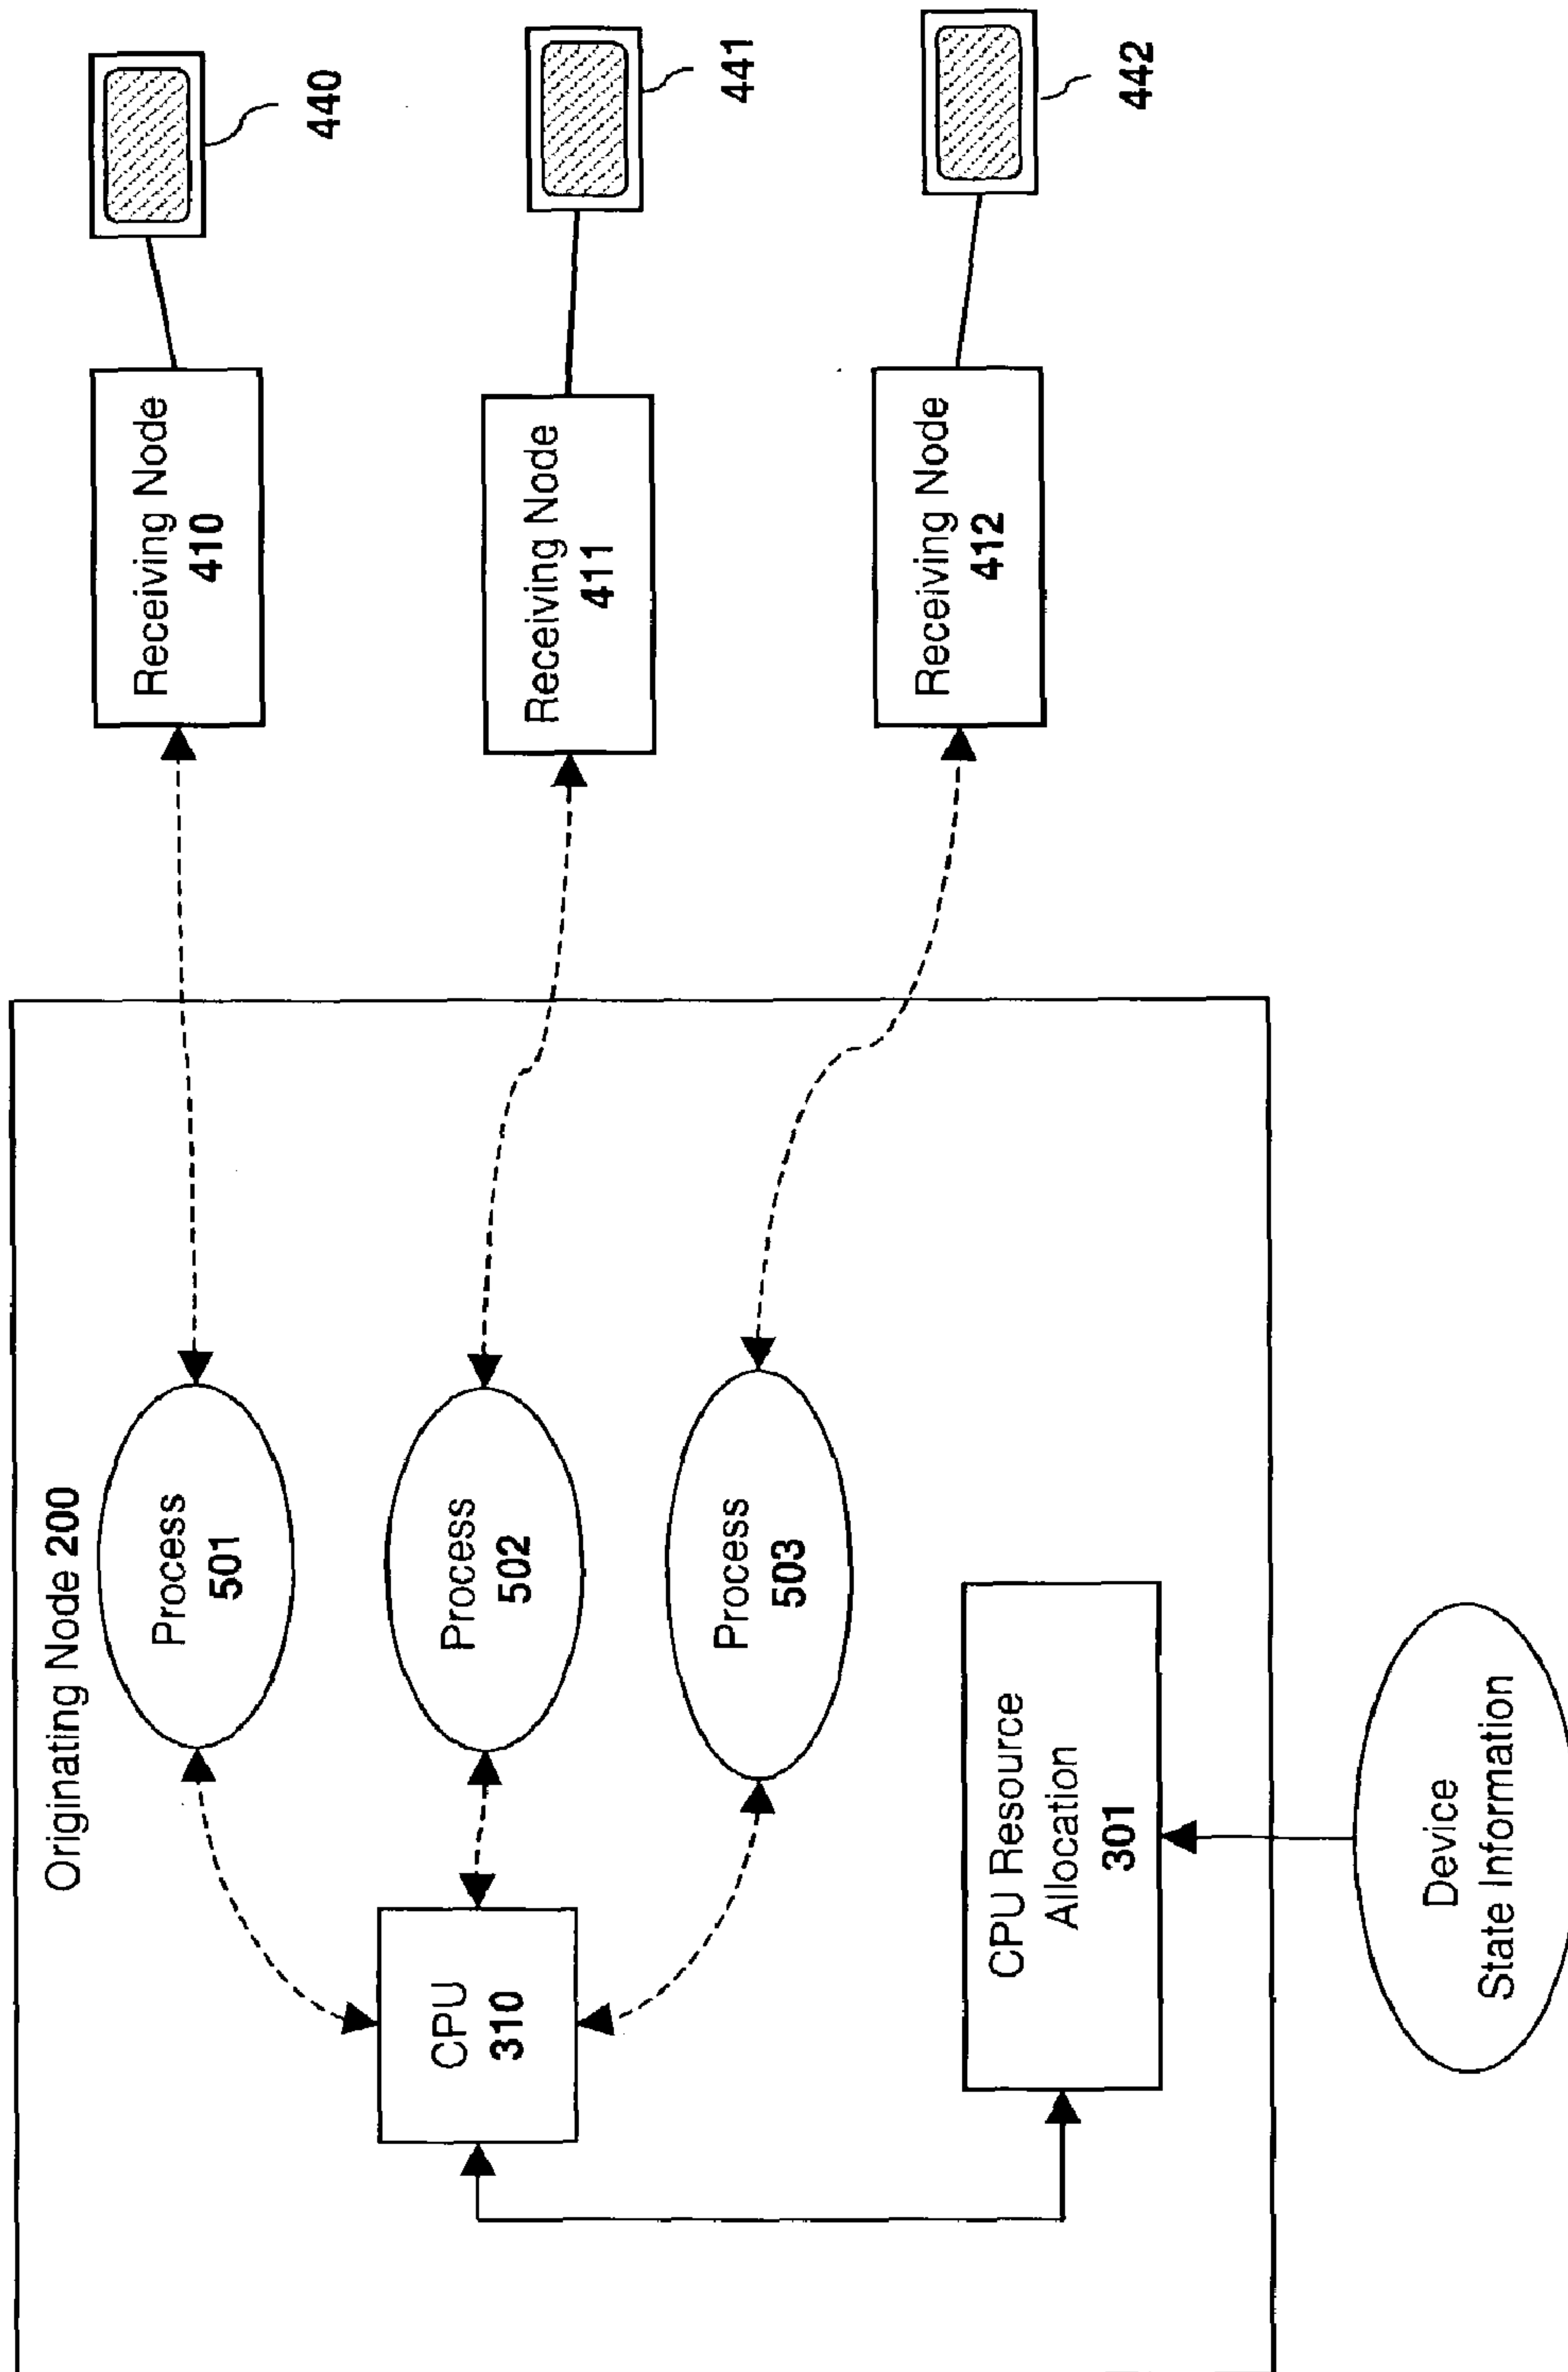 Originating Node 200
Process
501
Receiving Node
410
440
CPU
310
Process
502
Receiving Node
411
441
Process
503
Receiving Node
412
442
CPU Resource
Allocation
301
Device
State Information